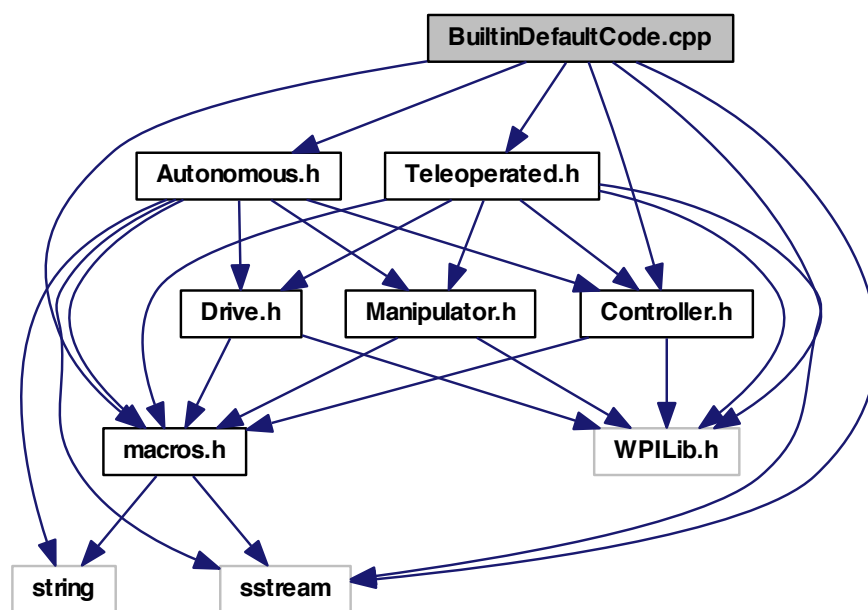 BuiltinDefaultCode.cpp
Autonomous.h
Teleoperated.h
Drive.h
Manipulator.h
Controller.h
macros.h
WPILib.h
string
sstream